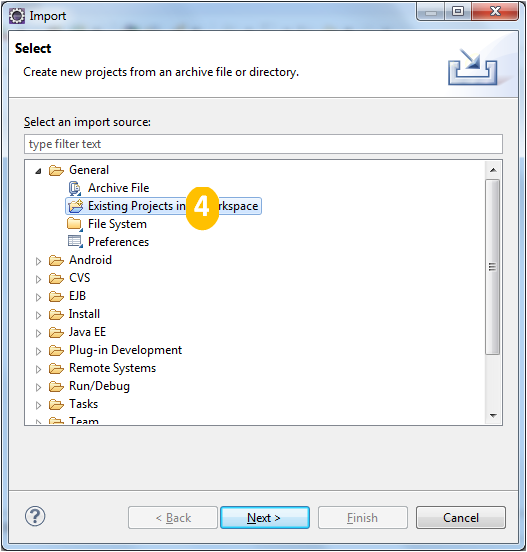 Import
Select
Create new projects from an archive file or directory.
Select an import source:
type filter text
General
Archive File
Existing Projects in 4 rkspace
File System
Preferences
Android
CVS
EJB
Install
Java EE
Plug-in Development
Remote Systems
Run/Debug
Tasks
Team
< Back
Next >
Finish
Cancel